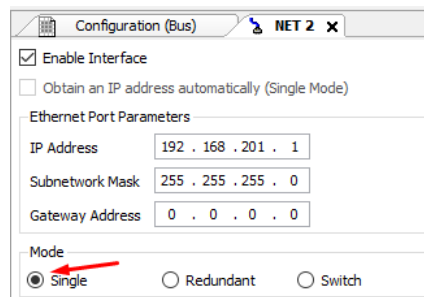 Configuration (Bus) NET 2 x
Enable Interface
Obtain an IP address automatically (Single Mode)
Ethernet Port Parameters
IP Address 192 . 168 . 201 . 1
Subnetwork Mask 255 . 255 . 255 . 0
Gateway Address 0 . 0 . 0 . 0
Mode
Single Redundant Switch